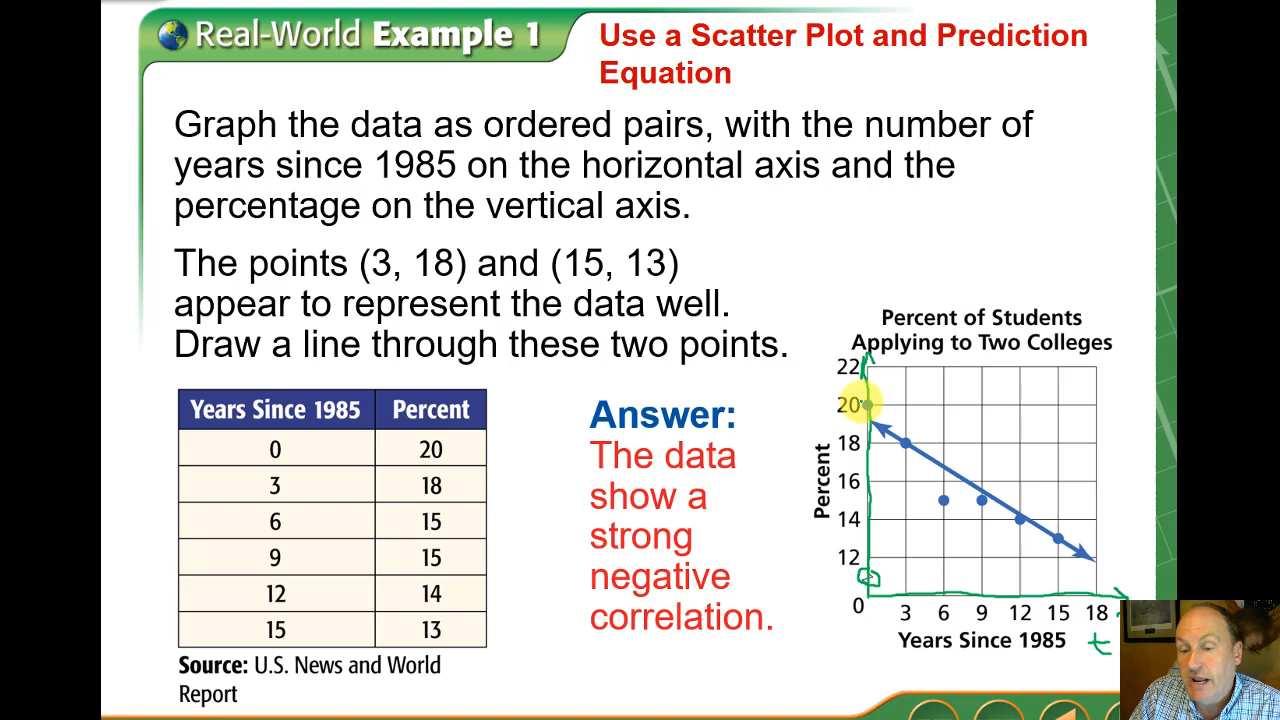 Real-World Example 1
Use a Scatter Plot and Prediction
Equation
Graph the data as ordered pairs, with the number of
years since 1985 on the horizontal axis and the
percentage on the vertical axis.
The points (3, 18) and (15, 13)
appear to represent the data well.
Draw a line through these two points.
Years Since 1985 Percent
0 20
3 18
6 15
9 15
12 14
15 13
Source: U.S. News and World
Report
Answer:
The data
show a
strong
negative
correlation.
Percent of Students
Applying to Two Colleges
22
20
18
16
14
12
0
Percent
3 6 9 12 15 18
Years Since 1985
t